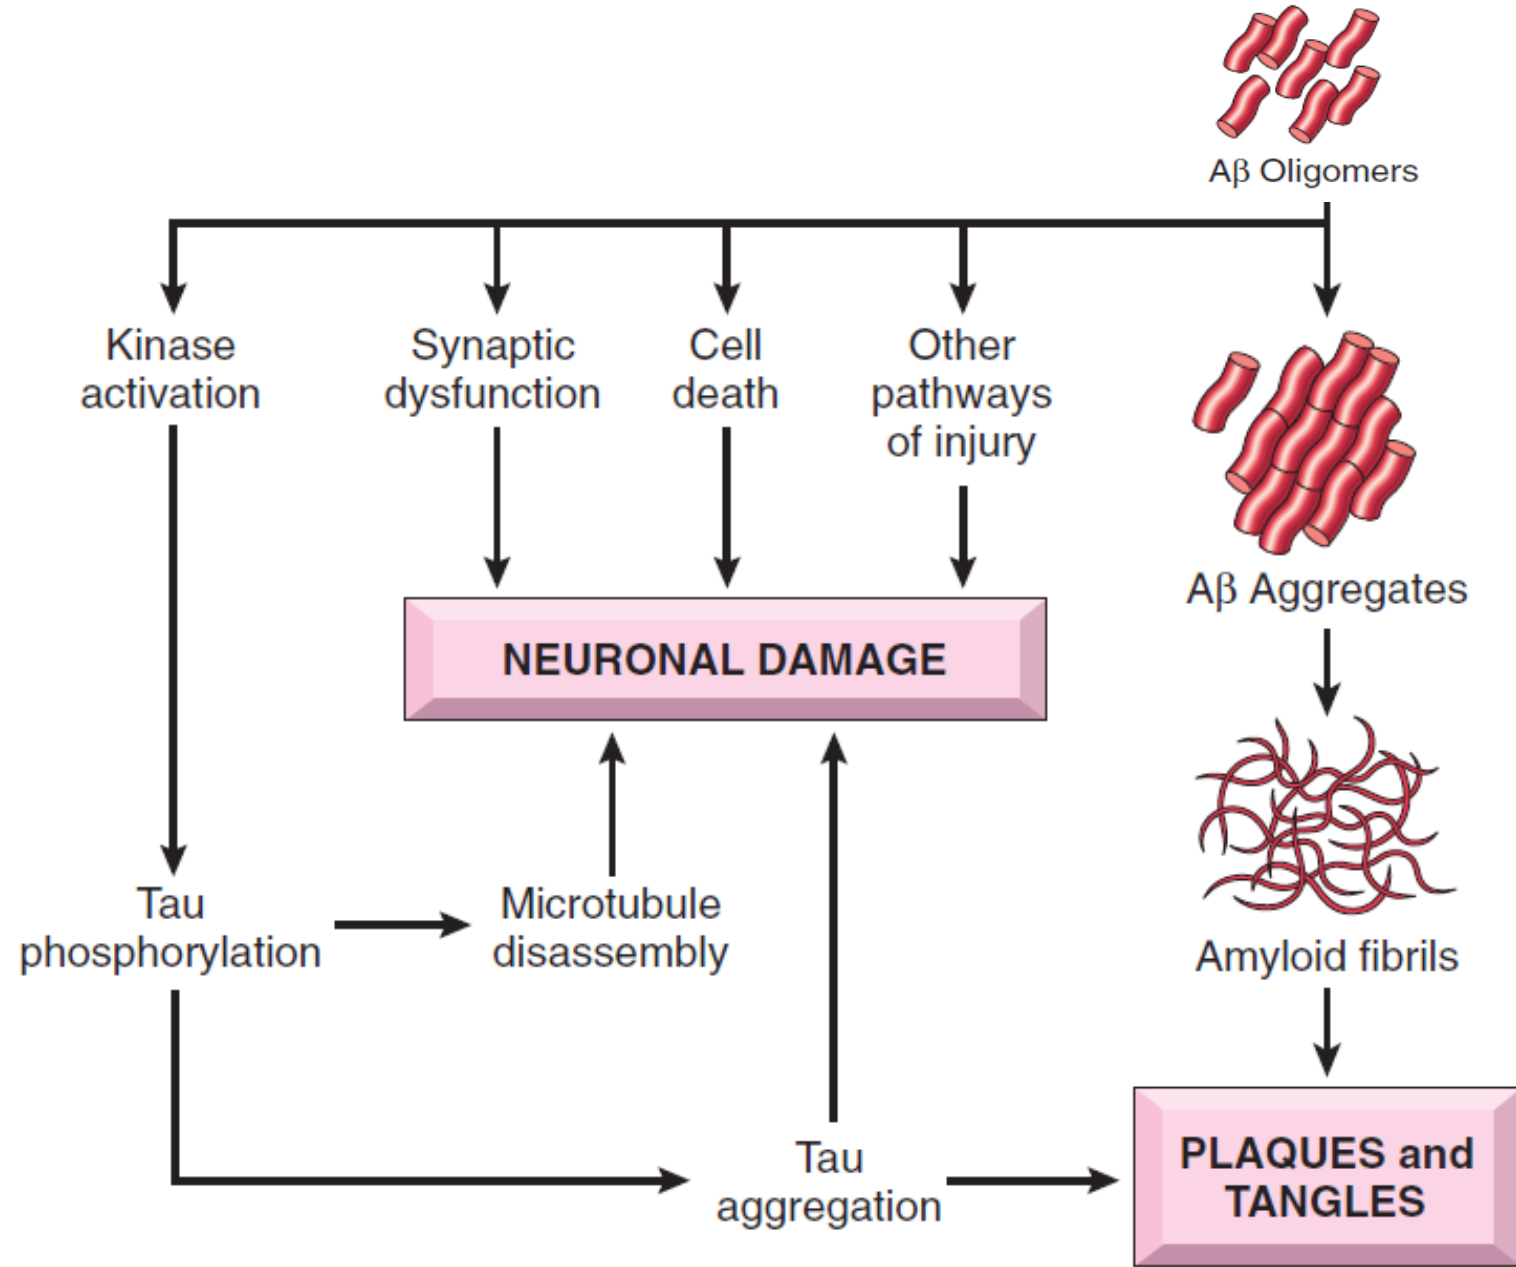 Aβ Oligomers
Kinase
activation
Synaptic
dysfunction
Cell
death
Other
pathways
of injury
Aβ Aggregates
NEURONAL DAMAGE
Tau
phosphorylation
Microtubule
disassembly
Amyloid fibrils
Tau
aggregation
PLAQUES and
TANGLES